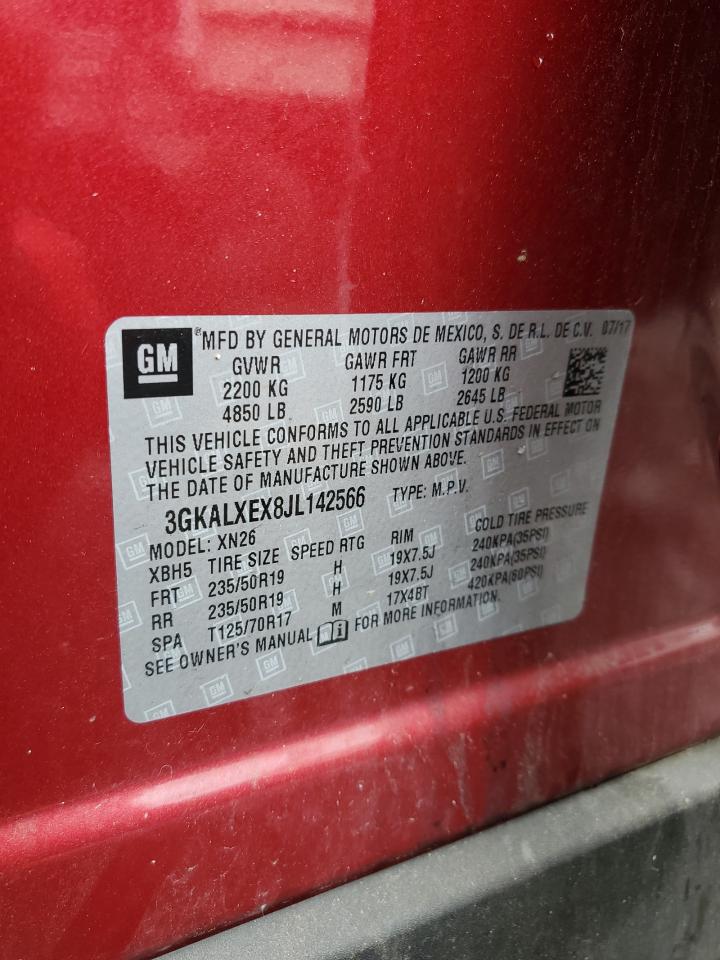 GM ®MFD BY GENERAL MOTORS DE MEXICO, S. DE R.L. DE C.V. 07/17
GVWR GAWR FRT GAWR RR
2200 KG 1175 KG 1200 KG
4850 LB 2590 LB 2645 LB
THIS VEHICLE CONFORMS TO ALL APPLICABLE U.S. FEDERAL MOTOR
VEHICLE SAFETY AND THEFT PREVENTION STANDARDS IN EFFECT ON
THE DATE OF MANUFACTURE SHOWN ABOVE.
3GKALXEX8JL142566 TYPE: M.P.V.
MODEL: XN26
XBH5 TIRE SIZE SPEED RTG RIM COLD TIRE PRESSURE
FRT 235/50R19 H 19X7.5J 240KPA(35PSI)
RR 235/50R19 H 19X7.5J 240KPA(35PSI)
SPA T125/70R17 M 17X4BT 420KPA(60PSI)
SEE OWNER'S MANUAL FOR MORE INFORMATION.